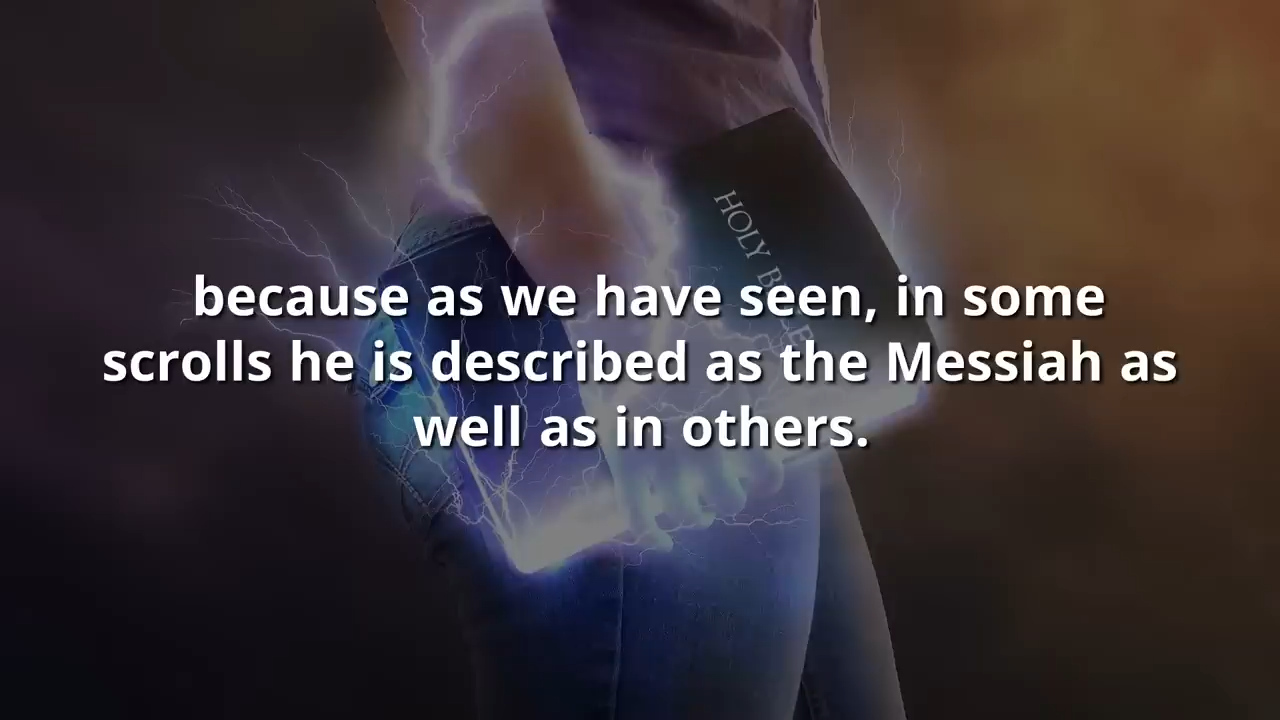 HOLY B
because as we have seen, in some
scrolls he is described as the Messiah as
well as in others.